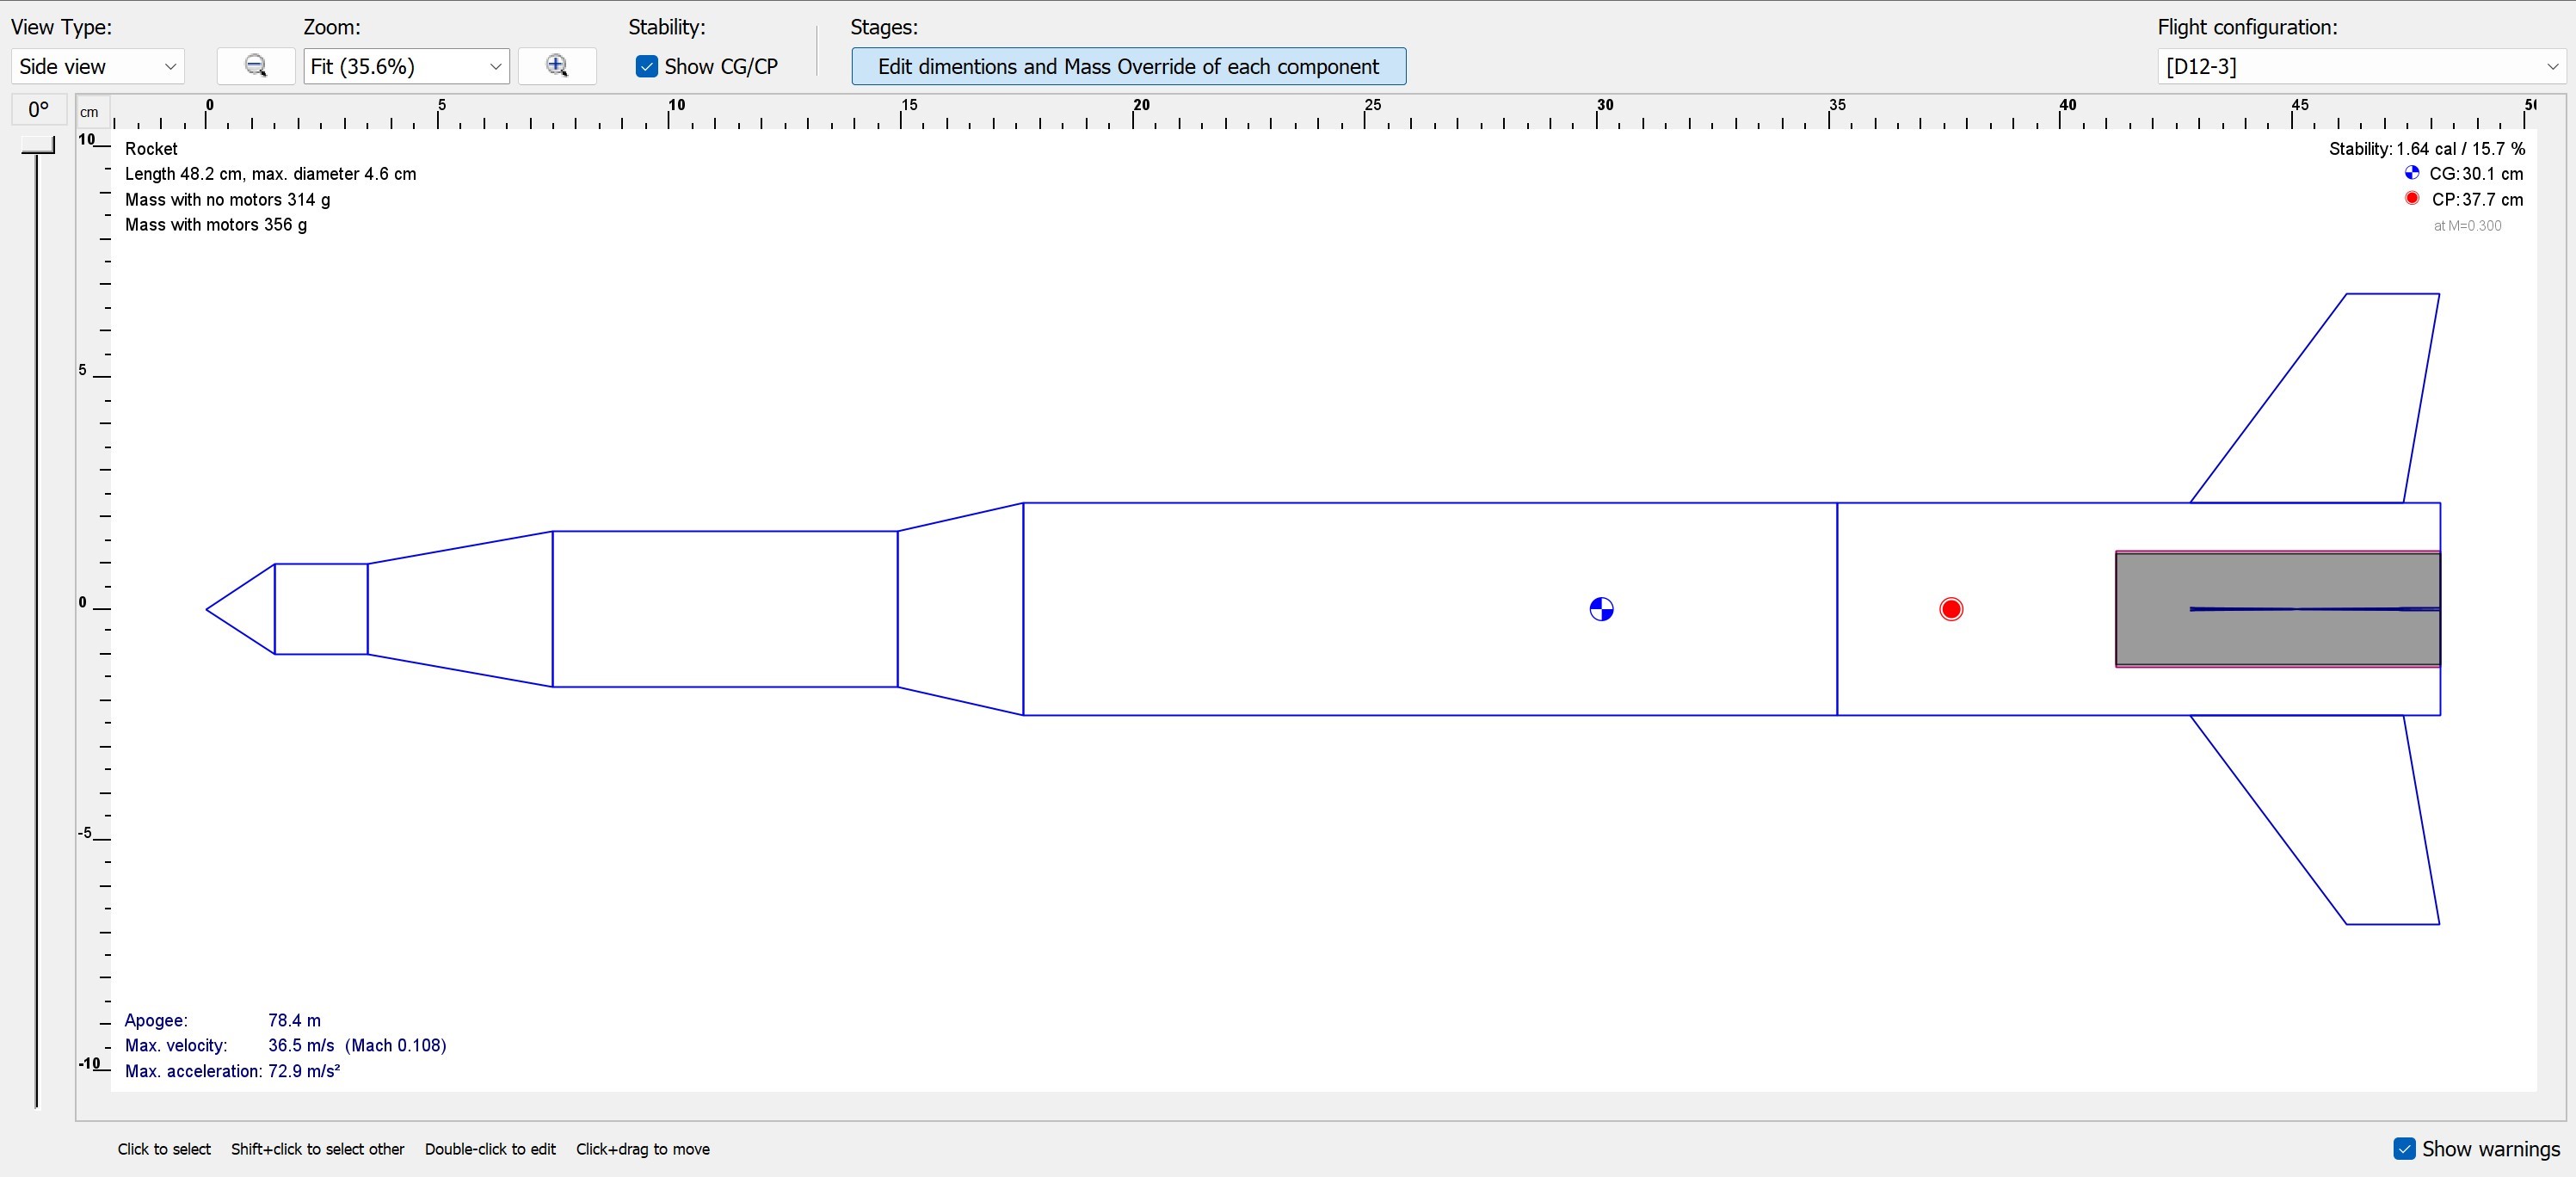 View Type:
Zoom:
Stability:
Stages:
Flight configuration:
Side view
Fit (35.6%)
Show CG/CP
Edit dimentions and Mass Override of each component
[D12-3]
0°
cm
0 5 10 15 20 25 30 35 40 45 50
10
5
0
-5
-10
Rocket
Length 48.2 cm, max. diameter 4.6 cm
Mass with no motors 314 g
Mass with motors 356 g
Stability: 1.64 cal / 15.7 %
CG: 30.1 cm
CP: 37.7 cm
at M=0.300
Apogee: 78.4 m
Max. velocity: 36.5 m/s (Mach 0.108)
Max. acceleration: 72.9 m/s²
Click to select Shift+click to select other Double-click to edit Click+drag to move
Show warnings